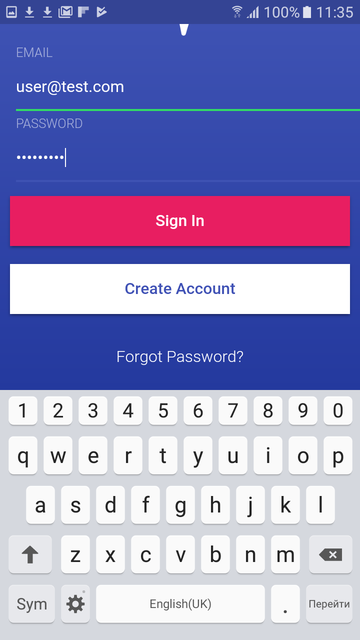 100% 11:35
EMAIL
user@test.com
PASSWORD
•••••••••
Sign In
Create Account
Forgot Password?
1 2 3 4 5 6 7 8 9 0
q w e r t y u i o p
a s d f g h j k l
z x c v b n m
Sym English(UK) . Перейти